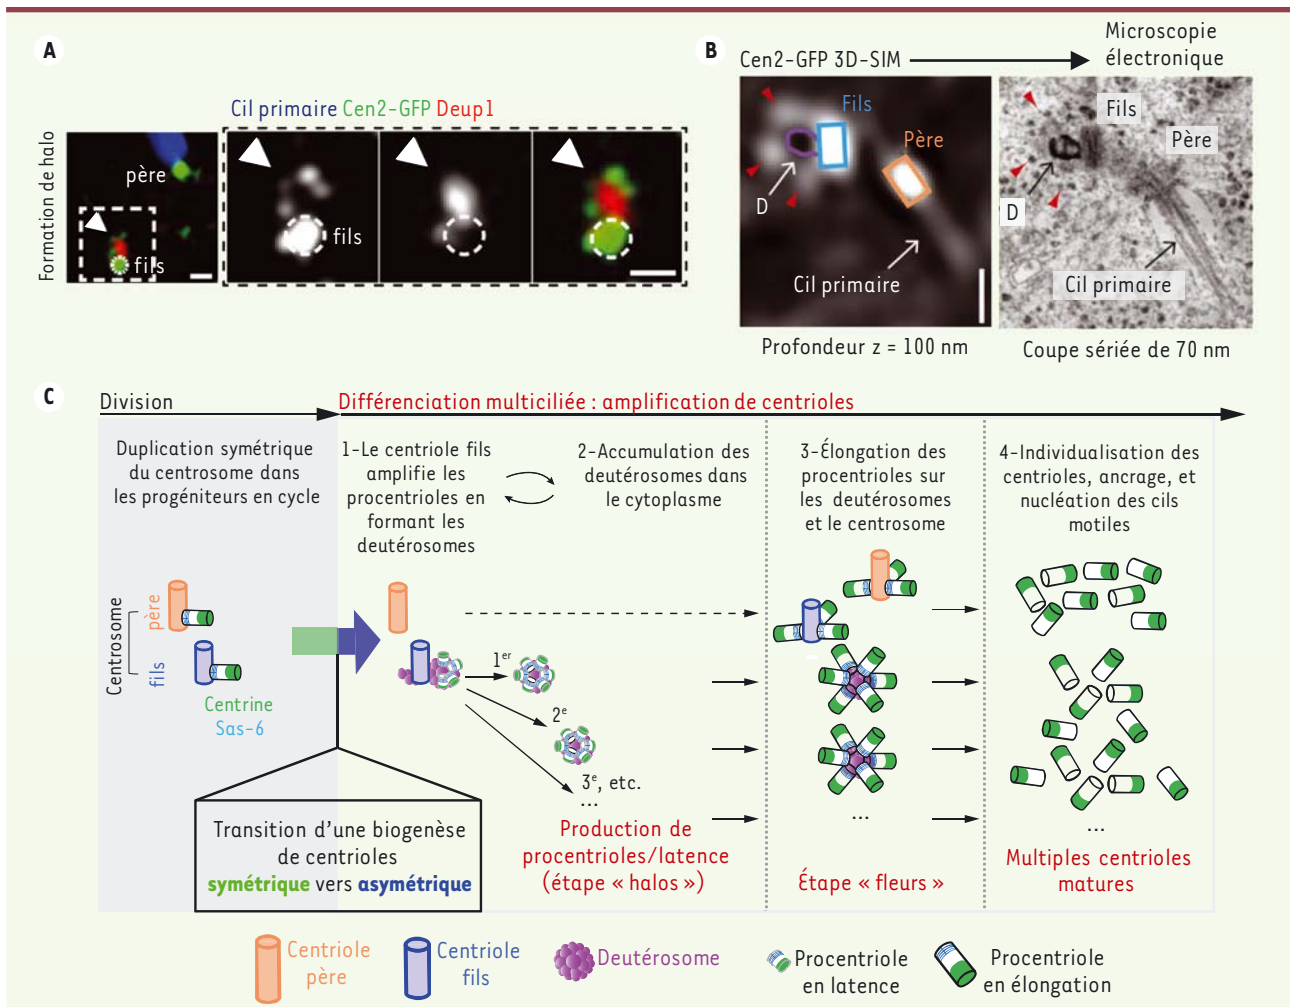 A
Cil primaire Cen2-GFP Deup1
Formation de halo
père
fils
fils
B
Cen2-GFP 3D-SIM
Microscopie
électronique
Fils
Père
D
Cil primaire
Fils
Père
D
Cil primaire
Profondeur z = 100 nm
Coupe sériée de 70 nm
C
Division
Différenciation multiciliée : amplification de centrioles
Duplication symétrique
du centrosome dans
les progéniteurs en cycle
1-Le centriole fils
amplifie les
procentrioles en
formant les
deutérosomes
2-Accumulation des
deutérosomes dans
le cytoplasme
3-Élongation des
procentrioles sur
les deutérosomes
et le centrosome
4-Individualisation des
centrioles, ancrage, et
nucléation des cils
motiles
Centrosome
père
fils
Centrine
Sas-6
1er
2e
3e, etc.
...
...
...
Transition d'une biogenèse
de centrioles
symétrique vers asymétrique
Production de
procentrioles/latence
(étape « halos »)
Étape « fleurs »
Multiples centrioles
matures
Centriole
père
Centriole
fils
Deutérosome
Procentriole
en latence
Procentriole
en élongation